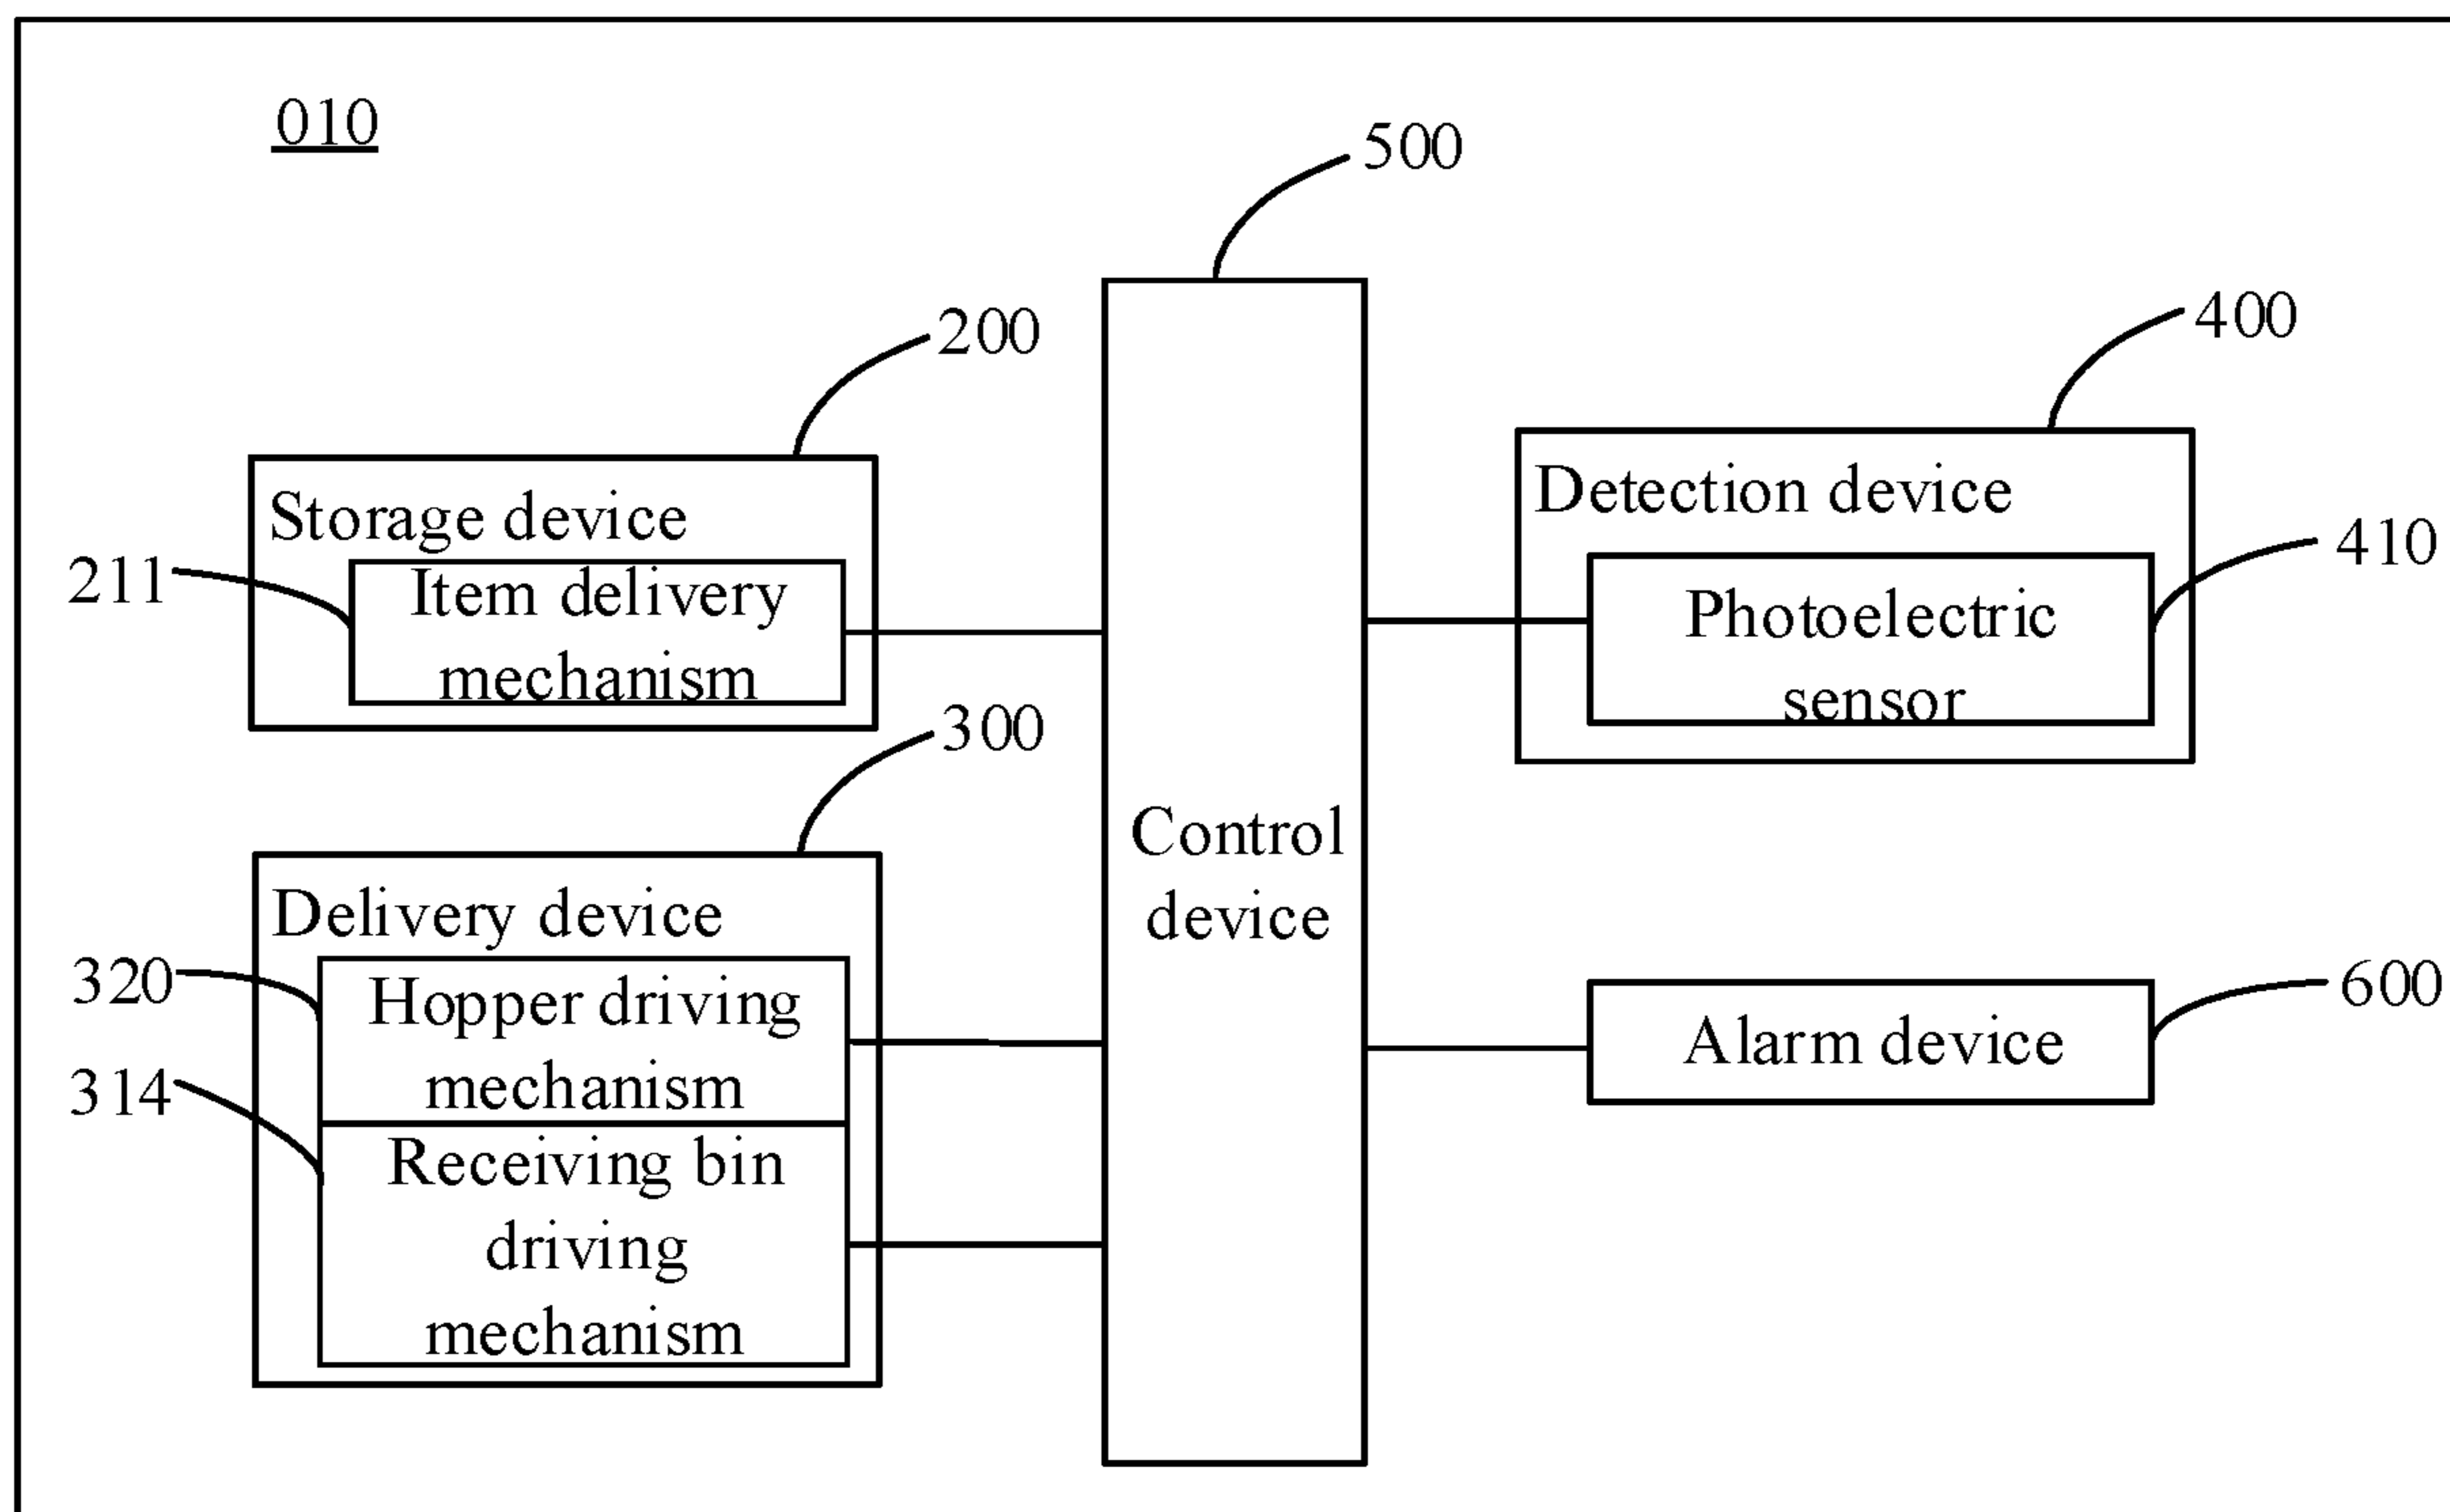 010
500
200
400
Storage device
Detection device
211
410
Item delivery
mechanism
Photoelectric
sensor
300
Control
device
Delivery device
320
Hopper driving
mechanism
600
Alarm device
314
Receiving bin
driving
mechanism